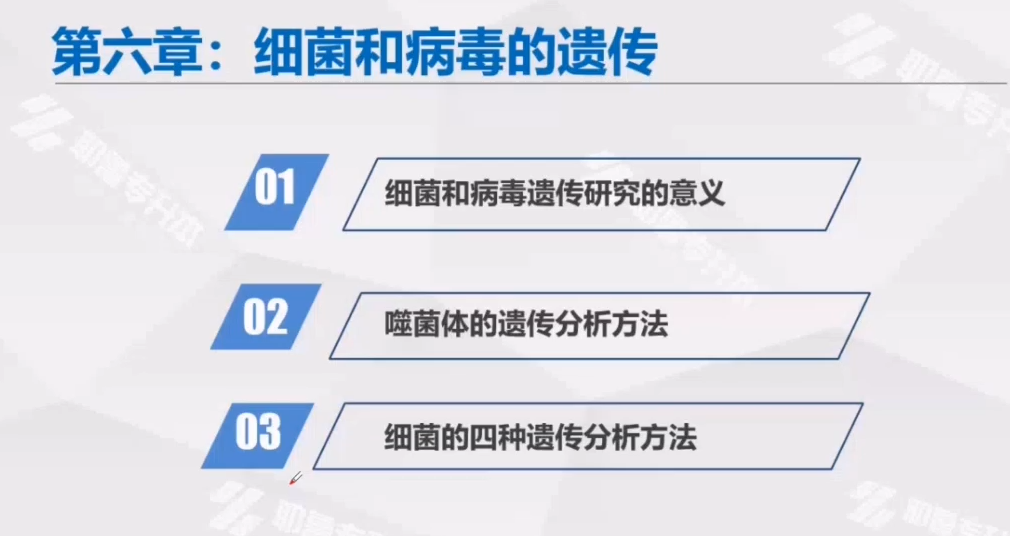 第六章：细菌和病毒的遗传
01
细菌和病毒遗传研究的意义
02
噬菌体的遗传分析方法
03
细菌的四种遗传分析方法